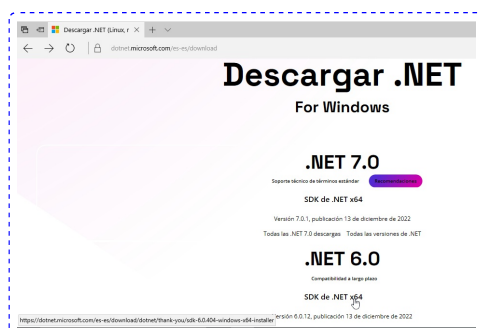 Descargar .NET (Linux, r
dotnet.microsoft.com/es-es/download
Descargar .NET
For Windows
.NET 7.0
Soporte técnico de términos estándar
SDK de .NET x64
Versión 7.0.1, publicación 13 de diciembre de 2022
Todas las .NET 7.0 descargas Todas las versiones de .NET
.NET 6.0
Compatibilidad a largo plazo
SDK de .NET x64
https://dotnet.microsoft.com/es-es/download/dotnet/thank-you/sdk-6.0.404-windows-x64-installer
ersión 6.0.12, publicación 13 de diciembre de 2022